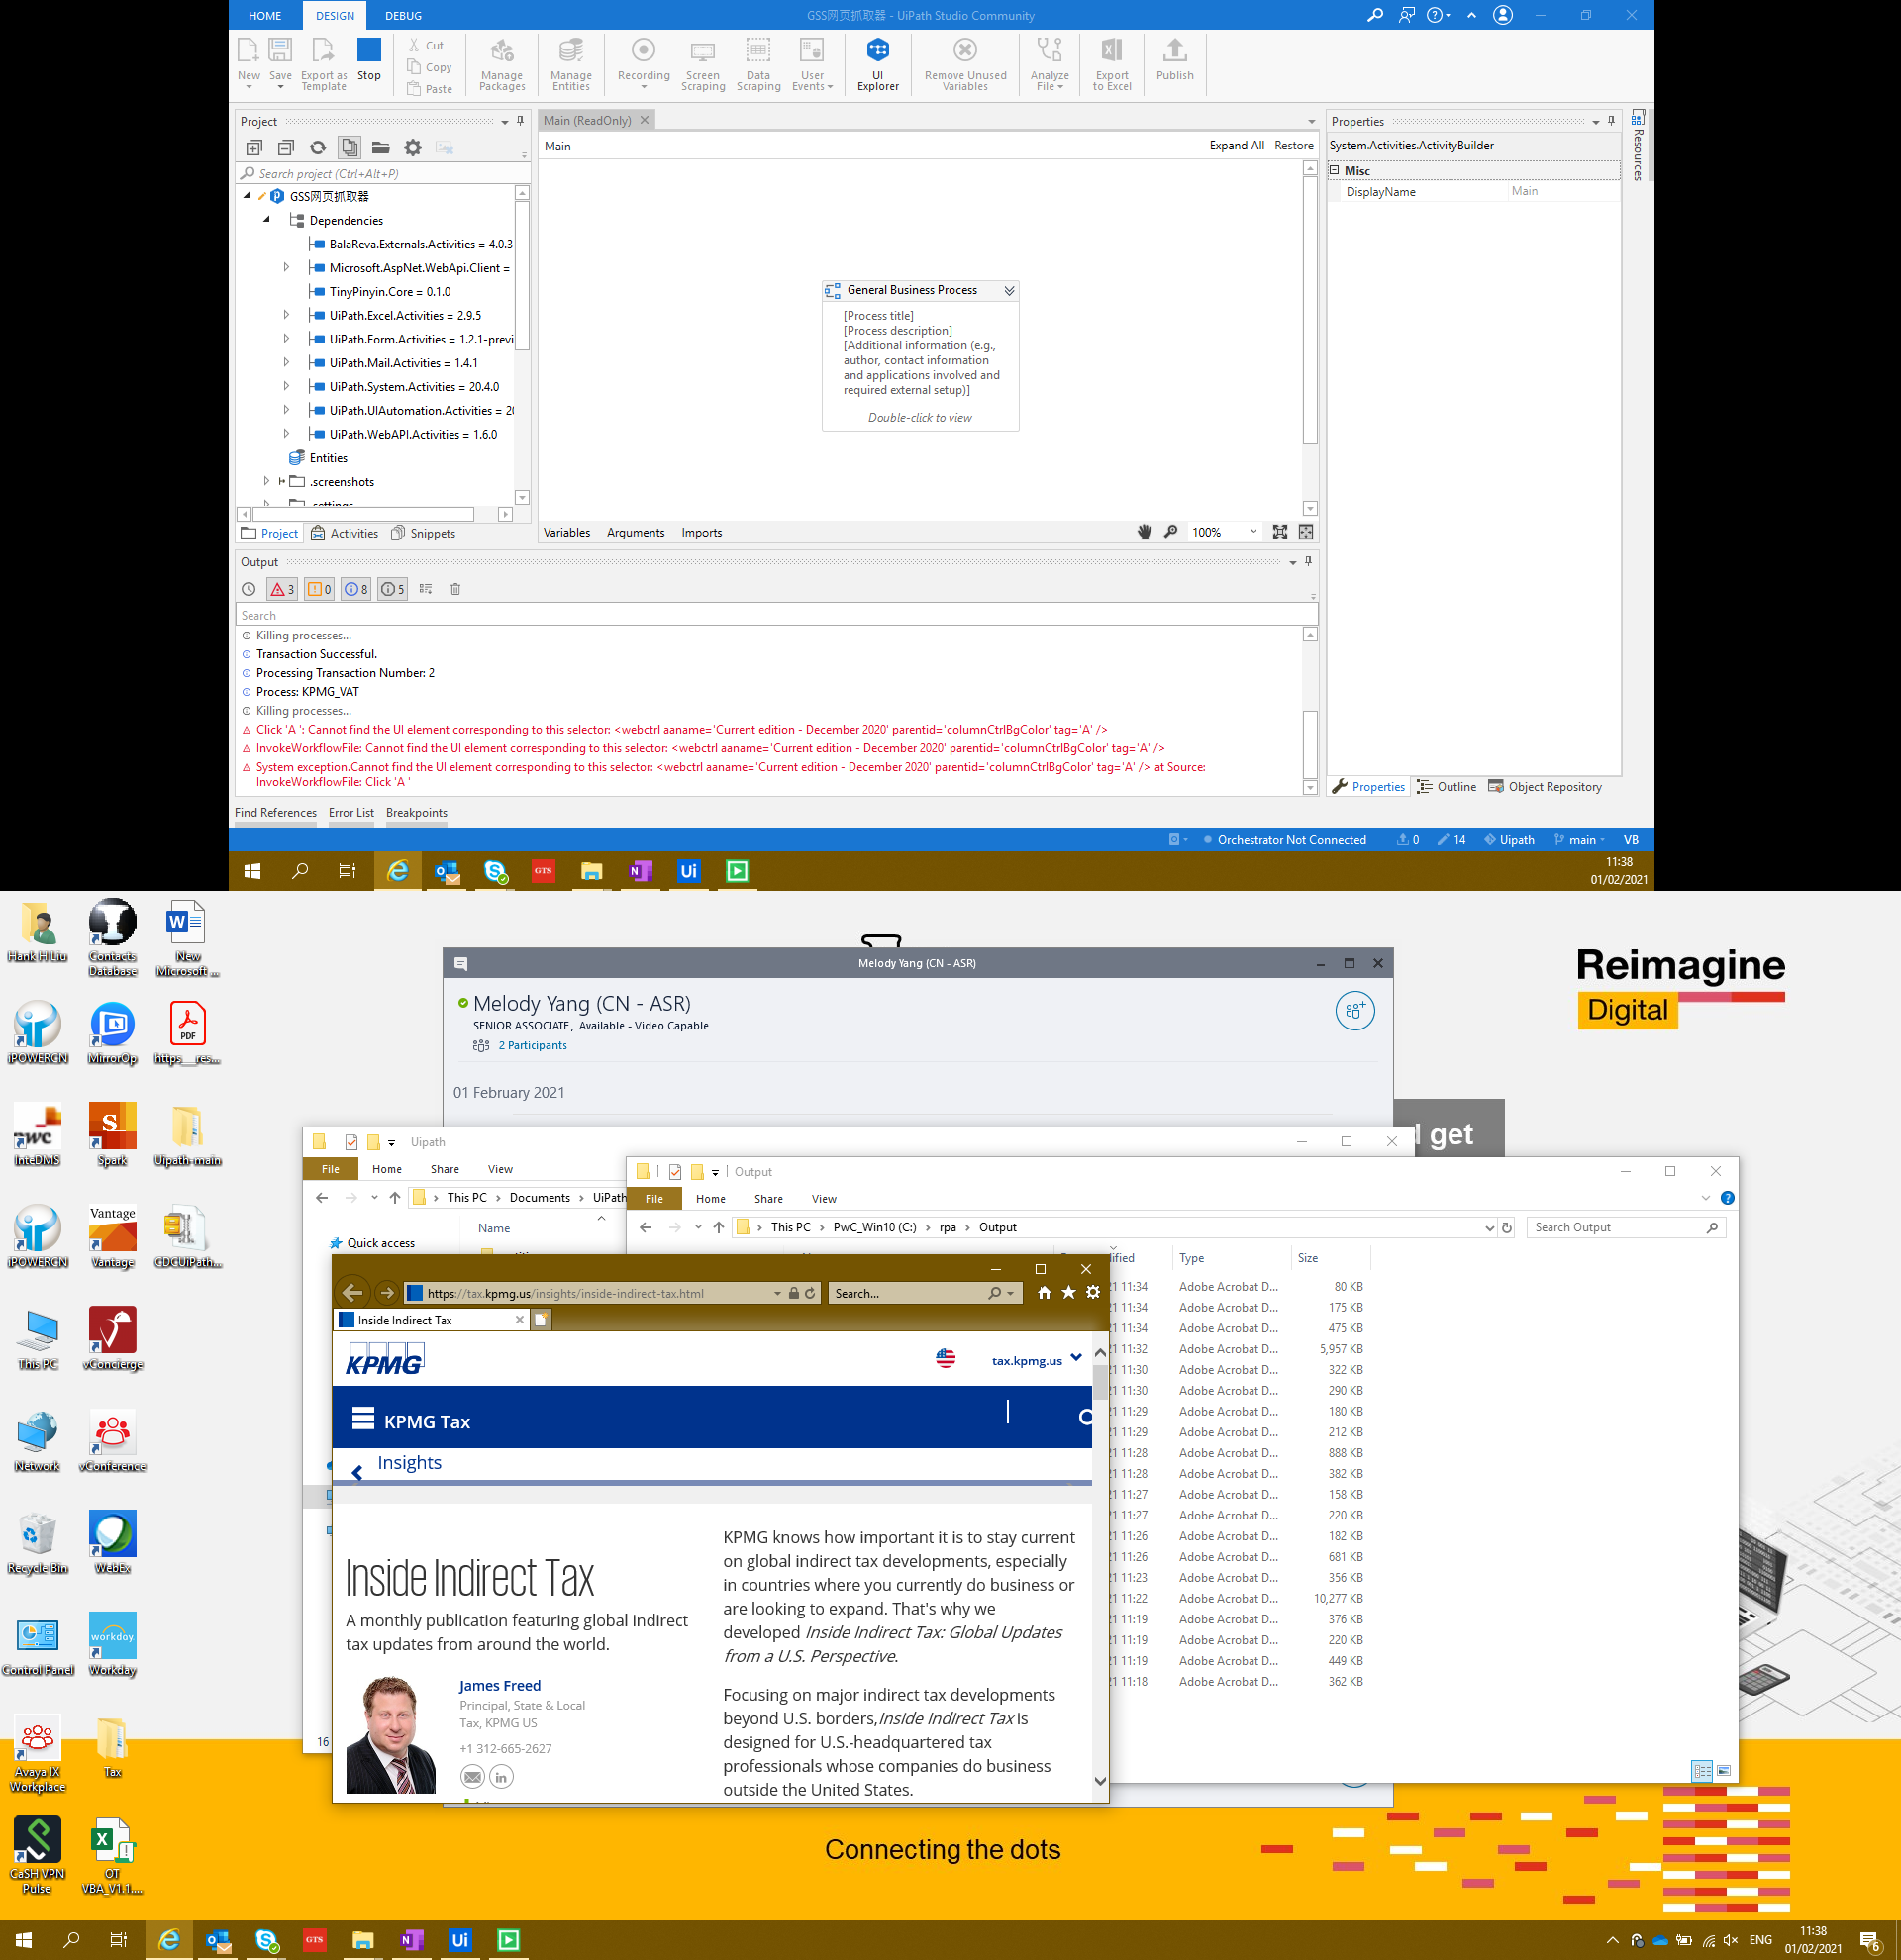 HOME DESIGN DEBUG
GSS网页抓取器 - UiPath Studio Community
New Save Export as Template Stop
Cut
Copy
Paste
Manage Packages
Manage Entities
Recording
Screen Scraping
Data Scraping
User Events
UI Explorer
Remove Unused Variables
Analyze File
Export to Excel
Publish
Project
Search project (Ctrl+Alt+P)
GSS网页抓取器
Dependencies
BalaReva.Externals.Activities = 4.0.3
Microsoft.AspNet.WebApi.Client =
TinyPinyin.Core = 0.1.0
UiPath.Excel.Activities = 2.9.5
UiPath.Form.Activities = 1.2.1-previ
UiPath.Mail.Activities = 1.4.1
UiPath.System.Activities = 20.4.0
UiPath.UIAutomation.Activities = 20
UiPath.WebAPI.Activities = 1.6.0
Entities
.screenshots
.settings
Project Activities Snippets
Main (ReadOnly)
Main
Expand All Restore
General Business Process
[Process title]
[Process description]
[Additional information (e.g.,
author, contact information
and applications involved and
required external setup)]
Double-click to view
Variables Arguments Imports
100%
Properties
System.Activities.ActivityBuilder
Misc
DisplayName Main
Resources
Properties Outline Object Repository
Output
3 0 8 5
Search
Killing processes...
Transaction Successful.
Processing Transaction Number: 2
Process: KPMG_VAT
Killing processes...
Click 'A ': Cannot find the UI element corresponding to this selector: <webctrl aaname='Current edition - December 2020' parentid='columnCtrlBgColor' tag='A' />
InvokeWorkflowFile: Cannot find the UI element corresponding to this selector: <webctrl aaname='Current edition - December 2020' parentid='columnCtrlBgColor' tag='A' />
System exception.Cannot find the UI element corresponding to this selector: <webctrl aaname='Current edition - December 2020' parentid='columnCtrlBgColor' tag='A' /> at Source:
InvokeWorkflowFile: Click 'A '
Find References Error List Breakpoints
Orchestrator Not Connected 0 14 Uipath main VB
GTS
Ui
11:38
01/02/2021
Hank H Liu
Contacts Database
New Microsoft ...
iPOWERCN
MirrorOp
https___res...
InteDMS
Spark
Uipath-main
iPOWERCN
Vantage
Vantage
CDCUiPath...
This PC
vConcierge
Network
vConference
Recycle Bin
WebEx
Control Panel
workday.
Workday
Avaya IX Workplace
Tax
CaSH VPN Pulse
OT VBA_V1.1....
Reimagine
Digital
Melody Yang (CN - ASR)
Melody Yang (CN - ASR)
SENIOR ASSOCIATE, Available - Video Capable
2 Participants
01 February 2021
get
Uipath
File Home Share View
This PC > Documents > UiPath
Name
Quick access
16
Output
File Home Share View
This PC > PwC_Win10 (C:) > rpa > Output
Search Output
ified Type Size
21 11:34 Adobe Acrobat D... 80 KB
21 11:34 Adobe Acrobat D... 175 KB
21 11:34 Adobe Acrobat D... 475 KB
21 11:32 Adobe Acrobat D... 5,957 KB
21 11:30 Adobe Acrobat D... 322 KB
21 11:30 Adobe Acrobat D... 290 KB
21 11:29 Adobe Acrobat D... 180 KB
21 11:29 Adobe Acrobat D... 212 KB
21 11:28 Adobe Acrobat D... 888 KB
21 11:28 Adobe Acrobat D... 382 KB
21 11:27 Adobe Acrobat D... 158 KB
21 11:27 Adobe Acrobat D... 220 KB
21 11:26 Adobe Acrobat D... 182 KB
21 11:26 Adobe Acrobat D... 681 KB
21 11:23 Adobe Acrobat D... 356 KB
21 11:22 Adobe Acrobat D... 10,277 KB
21 11:19 Adobe Acrobat D... 376 KB
21 11:19 Adobe Acrobat D... 220 KB
21 11:19 Adobe Acrobat D... 449 KB
21 11:18 Adobe Acrobat D... 362 KB
https://tax.kpmg.us/insights/inside-indirect-tax.html
Search...
Inside Indirect Tax
KPMG
tax.kpmg.us
KPMG Tax
Insights
Inside Indirect Tax
A monthly publication featuring global indirect
tax updates from around the world.
James Freed
Principal, State & Local
Tax, KPMG US
+1 312-665-2627
KPMG knows how important it is to stay current
on global indirect tax developments, especially
in countries where you currently do business or
are looking to expand. That's why we
developed Inside Indirect Tax: Global Updates
from a U.S. Perspective.
Focusing on major indirect tax developments
beyond U.S. borders,Inside Indirect Tax is
designed for U.S.-headquartered tax
professionals whose companies do business
outside the United States.
Connecting the dots
GTS
Ui
ENG
11:38
01/02/2021
6